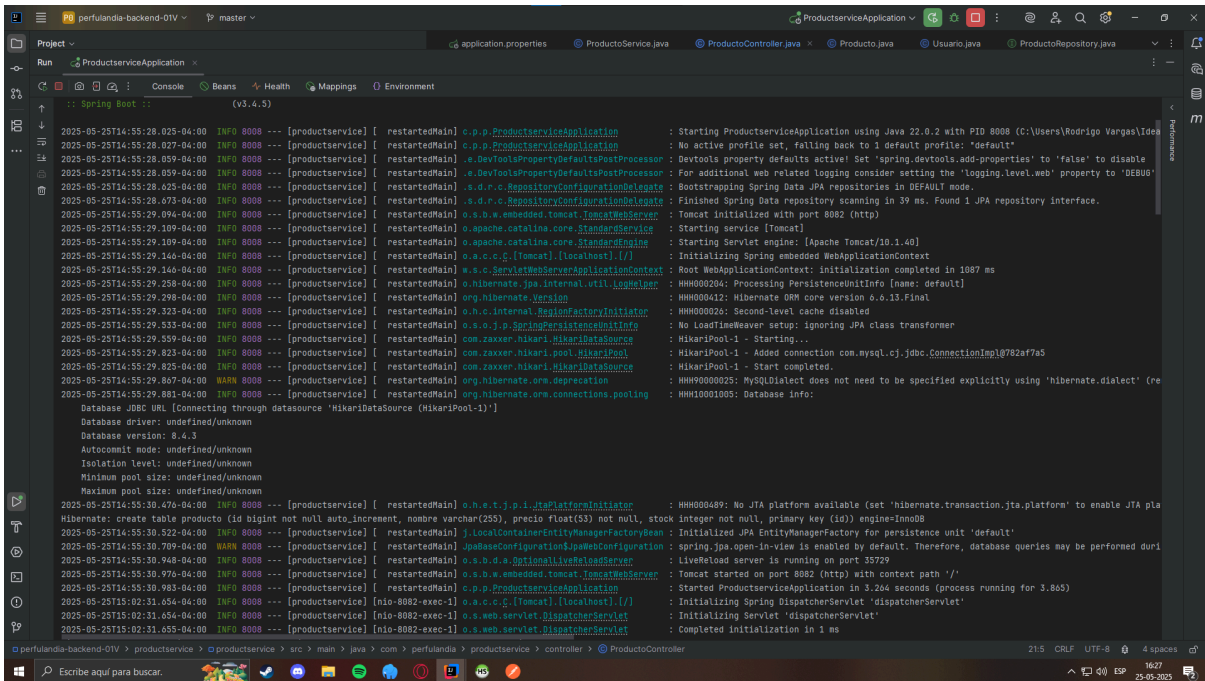 perfulandia-backend-01V
master
ProductserviceApplication
Project
application.properties
ProductoService.java
ProductoController.java
Producto.java
Usuario.java
ProductoRepository.java
Run
ProductserviceApplication
Console
Beans
Health
Mappings
Environment
:: Spring Boot :: (v3.4.5)
2025-05-25T14:55:28.025-04:00 INFO 8008 --- [productservice] [ restartedMain] c.p.p.ProductserviceApplication : Starting ProductserviceApplication using Java 22.0.2 with PID 8008 (C:\Users\Rodrigo Vargas\Idea
2025-05-25T14:55:28.027-04:00 INFO 8008 --- [productservice] [ restartedMain] c.p.p.ProductserviceApplication : No active profile set, falling back to 1 default profile: "default"
2025-05-25T14:55:28.059-04:00 INFO 8008 --- [productservice] [ restartedMain] .e.DevToolsPropertyDefaultsPostProcessor : Devtools property defaults active! Set 'spring.devtools.add-properties' to 'false' to disable
2025-05-25T14:55:28.059-04:00 INFO 8008 --- [productservice] [ restartedMain] .e.DevToolsPropertyDefaultsPostProcessor : For additional web related logging consider setting the 'logging.level.web' property to 'DEBUG'
2025-05-25T14:55:28.625-04:00 INFO 8008 --- [productservice] [ restartedMain] .s.d.r.c.RepositoryConfigurationDelegate : Bootstrapping Spring Data JPA repositories in DEFAULT mode.
2025-05-25T14:55:28.673-04:00 INFO 8008 --- [productservice] [ restartedMain] .s.d.r.c.RepositoryConfigurationDelegate : Finished Spring Data repository scanning in 39 ms. Found 1 JPA repository interface.
2025-05-25T14:55:29.094-04:00 INFO 8008 --- [productservice] [ restartedMain] o.s.b.w.embedded.tomcat.TomcatWebServer : Tomcat initialized with port 8082 (http)
2025-05-25T14:55:29.109-04:00 INFO 8008 --- [productservice] [ restartedMain] o.apache.catalina.core.StandardService : Starting service [Tomcat]
2025-05-25T14:55:29.109-04:00 INFO 8008 --- [productservice] [ restartedMain] o.apache.catalina.core.StandardEngine : Starting Servlet engine: [Apache Tomcat/10.1.40]
2025-05-25T14:55:29.146-04:00 INFO 8008 --- [productservice] [ restartedMain] o.a.c.c.C.[Tomcat].[localhost].[/] : Initializing Spring embedded WebApplicationContext
2025-05-25T14:55:29.146-04:00 INFO 8008 --- [productservice] [ restartedMain] w.s.c.ServletWebServerApplicationContext : Root WebApplicationContext: initialization completed in 1087 ms
2025-05-25T14:55:29.258-04:00 INFO 8008 --- [productservice] [ restartedMain] o.hibernate.jpa.internal.util.LogHelper : HHH000204: Processing PersistenceUnitInfo [name: default]
2025-05-25T14:55:29.298-04:00 INFO 8008 --- [productservice] [ restartedMain] org.hibernate.Version : HHH000412: Hibernate ORM core version 6.6.13.Final
2025-05-25T14:55:29.323-04:00 INFO 8008 --- [productservice] [ restartedMain] o.h.c.internal.RegionFactoryInitiator : HHH000026: Second-level cache disabled
2025-05-25T14:55:29.533-04:00 INFO 8008 --- [productservice] [ restartedMain] o.s.o.j.p.SpringPersistenceUnitInfo : No LoadTimeWeaver setup: ignoring JPA class transformer
2025-05-25T14:55:29.559-04:00 INFO 8008 --- [productservice] [ restartedMain] com.zaxxer.hikari.HikariDataSource : HikariPool-1 - Starting...
2025-05-25T14:55:29.823-04:00 INFO 8008 --- [productservice] [ restartedMain] com.zaxxer.hikari.pool.HikariPool : HikariPool-1 - Added connection com.mysql.cj.jdbc.ConnectionImpl@782af7a5
2025-05-25T14:55:29.825-04:00 INFO 8008 --- [productservice] [ restartedMain] com.zaxxer.hikari.HikariDataSource : HikariPool-1 - Start completed.
2025-05-25T14:55:29.867-04:00 WARN 8008 --- [productservice] [ restartedMain] org.hibernate.orm.deprecation : HHH90000025: MySQLDialect does not need to be specified explicitly using 'hibernate.dialect' (re
2025-05-25T14:55:29.881-04:00 INFO 8008 --- [productservice] [ restartedMain] org.hibernate.orm.connections.pooling : HHH10001005: Database info:
Database JDBC URL [Connecting through datasource 'HikariDataSource (HikariPool-1)']
Database driver: undefined/unknown
Database version: 8.4.3
Autocommit mode: undefined/unknown
Isolation level: undefined/unknown
Minimum pool size: undefined/unknown
Maximum pool size: undefined/unknown
2025-05-25T14:55:30.476-04:00 INFO 8008 --- [productservice] [ restartedMain] o.h.e.t.j.p.i.JtaPlatformInitiator : HHH000489: No JTA platform available (set 'hibernate.transaction.jta.platform' to enable JTA pla
Hibernate: create table producto (id bigint not null auto_increment, nombre varchar(255), precio float(53) not null, stock integer not null, primary key (id)) engine=InnoDB
2025-05-25T14:55:30.522-04:00 INFO 8008 --- [productservice] [ restartedMain] j.LocalContainerEntityManagerFactoryBean : Initialized JPA EntityManagerFactory for persistence unit 'default'
2025-05-25T14:55:30.709-04:00 WARN 8008 --- [productservice] [ restartedMain] JpaBaseConfiguration$JpaWebConfiguration : spring.jpa.open-in-view is enabled by default. Therefore, database queries may be performed duri
2025-05-25T14:55:30.948-04:00 INFO 8008 --- [productservice] [ restartedMain] o.s.b.d.a.OptionalLiveReloadServer : LiveReload server is running on port 35729
2025-05-25T14:55:30.976-04:00 INFO 8008 --- [productservice] [ restartedMain] o.s.b.w.embedded.tomcat.TomcatWebServer : Tomcat started on port 8082 (http) with context path '/'
2025-05-25T14:55:30.983-04:00 INFO 8008 --- [productservice] [ restartedMain] c.p.p.ProductserviceApplication : Started ProductserviceApplication in 3.264 seconds (process running for 3.865)
2025-05-25T15:02:31.654-04:00 INFO 8008 --- [productservice] [nio-8082-exec-1] o.a.c.c.C.[Tomcat].[localhost].[/] : Initializing Spring DispatcherServlet 'dispatcherServlet'
2025-05-25T15:02:31.654-04:00 INFO 8008 --- [productservice] [nio-8082-exec-1] o.s.web.servlet.DispatcherServlet : Initializing Servlet 'dispatcherServlet'
2025-05-25T15:02:31.655-04:00 INFO 8008 --- [productservice] [nio-8082-exec-1] o.s.web.servlet.DispatcherServlet : Completed initialization in 1 ms
Performance
perfulandia-backend-01V > productservice > productservice > src > main > java > com > perfulandia > productservice > controller > ProductoController
21:5 CRLF UTF-8 4 spaces
Escribe aquí para buscar.
ESP
16:27
25-05-2025